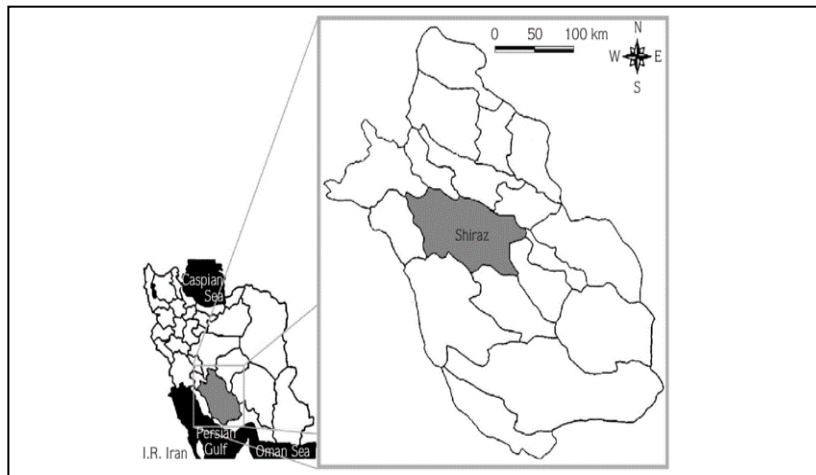 0 50 100 km
N
W E
S
Shiraz
Caspian
Sea
Persian
Gulf
Oman Sea
I.R. Iran